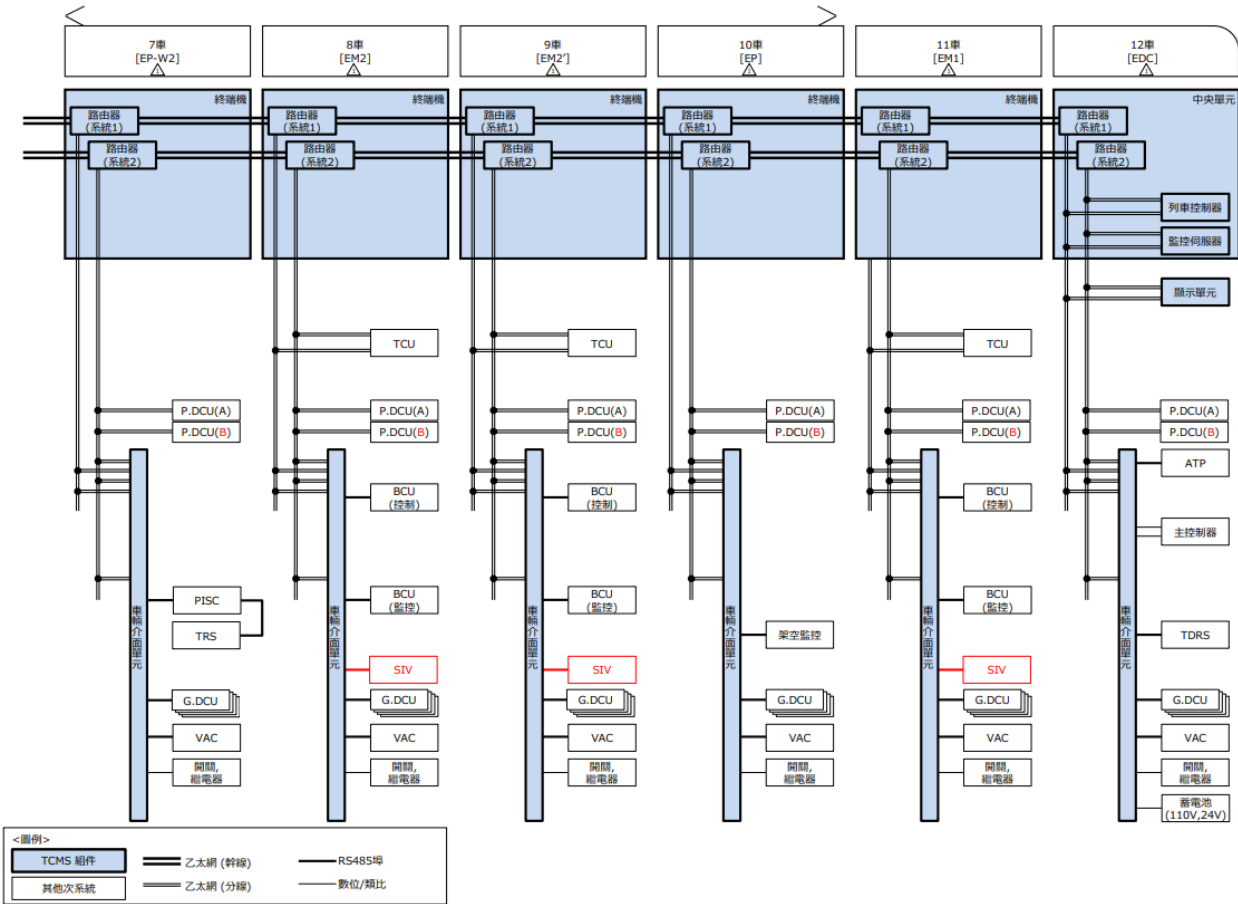 7車
[EP-W2]
8車
[EM2]
9車
[EM2']
10車
[EP]
11車
[EM1]
12車
[EDC]
終端機
終端機
終端機
終端機
終端機
中央單元
路由器
(系統1)
路由器
(系統1)
路由器
(系統1)
路由器
(系統1)
路由器
(系統1)
路由器
(系統1)
路由器
(系統2)
路由器
(系統2)
路由器
(系統2)
路由器
(系統2)
路由器
(系統2)
路由器
(系統2)
列車控制器
監控伺服器
顯示單元
TCU
TCU
TCU
P.DCU(A)
P.DCU(A)
P.DCU(A)
P.DCU(A)
P.DCU(A)
P.DCU(A)
P.DCU(B)
P.DCU(B)
P.DCU(B)
P.DCU(B)
P.DCU(B)
P.DCU(B)
ATP
BCU
(控制)
BCU
(控制)
BCU
(控制)
主控制器
PISC
BCU
(監控)
BCU
(監控)
BCU
(監控)
TRS
架空監控
TDRS
車輛介面單元
車輛介面單元
車輛介面單元
車輛介面單元
車輛介面單元
車輛介面單元
SIV
SIV
SIV
G.DCU
G.DCU
G.DCU
G.DCU
G.DCU
G.DCU
VAC
VAC
VAC
VAC
VAC
VAC
開關,
繼電器
開關,
繼電器
開關,
繼電器
開關,
繼電器
開關,
繼電器
開關,
繼電器
蓄電池
(110V,24V)
<圖例>
TCMS 組件
乙太網 (幹線)
RS485埠
其他次系統
乙太網 (分線)
數位/類比